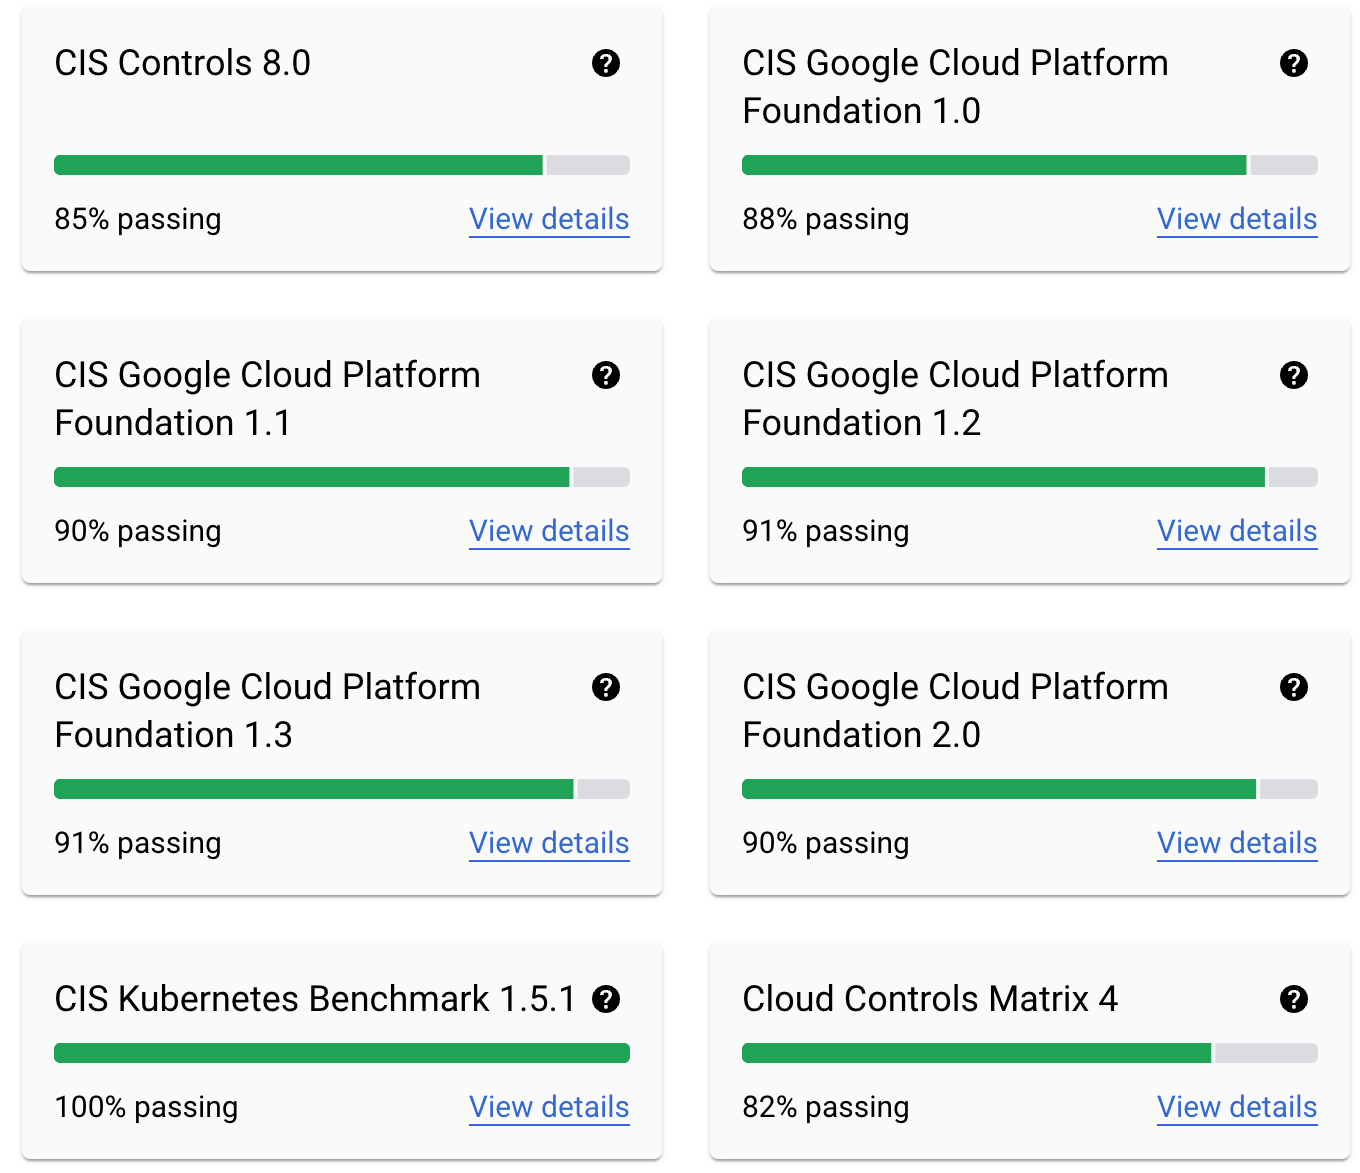 CIS Controls 8.0
85% passing
View details
CIS Google Cloud Platform
Foundation 1.0
88% passing
View details
CIS Google Cloud Platform
Foundation 1.1
90% passing
View details
CIS Google Cloud Platform
Foundation 1.2
91% passing
View details
CIS Google Cloud Platform
Foundation 1.3
91% passing
View details
CIS Google Cloud Platform
Foundation 2.0
90% passing
View details
CIS Kubernetes Benchmark 1.5.1
100% passing
View details
Cloud Controls Matrix 4
82% passing
View details